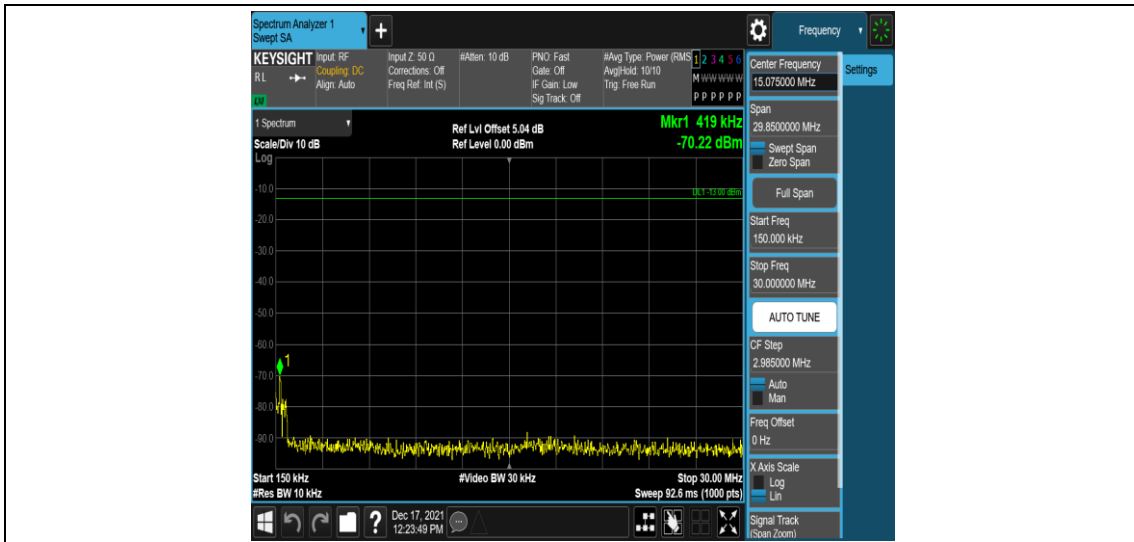 Spectrum Analyzer 1
Swept SA
+
Frequency
KEYSIGHT
RL
LXI
Input: RF
Coupling: DC
Align: Auto
Input Z: 50 Ω
Corrections: Off
Freq Ref: Int (S)
#Atten: 10 dB
PNO: Fast
Gate: Off
IF Gain: Low
Sig Track: Off
#Avg Type: Power (RMS
Avg|Hold: 10/10
Trig: Free Run
1 2 3 4 5 6
M W W W W W
P P P P P P
1 Spectrum
Scale/Div 10 dB
Log
Ref Lvl Offset 5.04 dB
Ref Level 0.00 dBm
Mkr1 419 kHz
-70.22 dBm
DL1 -13.00 dBm
-10.0
-20.0
-30.0
-40.0
-50.0
-60.0
1
-70.0
-80.0
-90.0
Start 150 kHz
#Res BW 10 kHz
#Video BW 30 kHz
Stop 30.00 MHz
Sweep 92.6 ms (1000 pts)
?
Dec 17, 2021
12:23:49 PM
Center Frequency
15.075000 MHz
Settings
Span
29.8500000 MHz
Swept Span
Zero Span
Full Span
Start Freq
150.000 kHz
Stop Freq
30.000000 MHz
AUTO TUNE
CF Step
2.985000 MHz
Auto
Man
Freq Offset
0 Hz
X Axis Scale
Log
Lin
Signal Track
(Span Zoom)